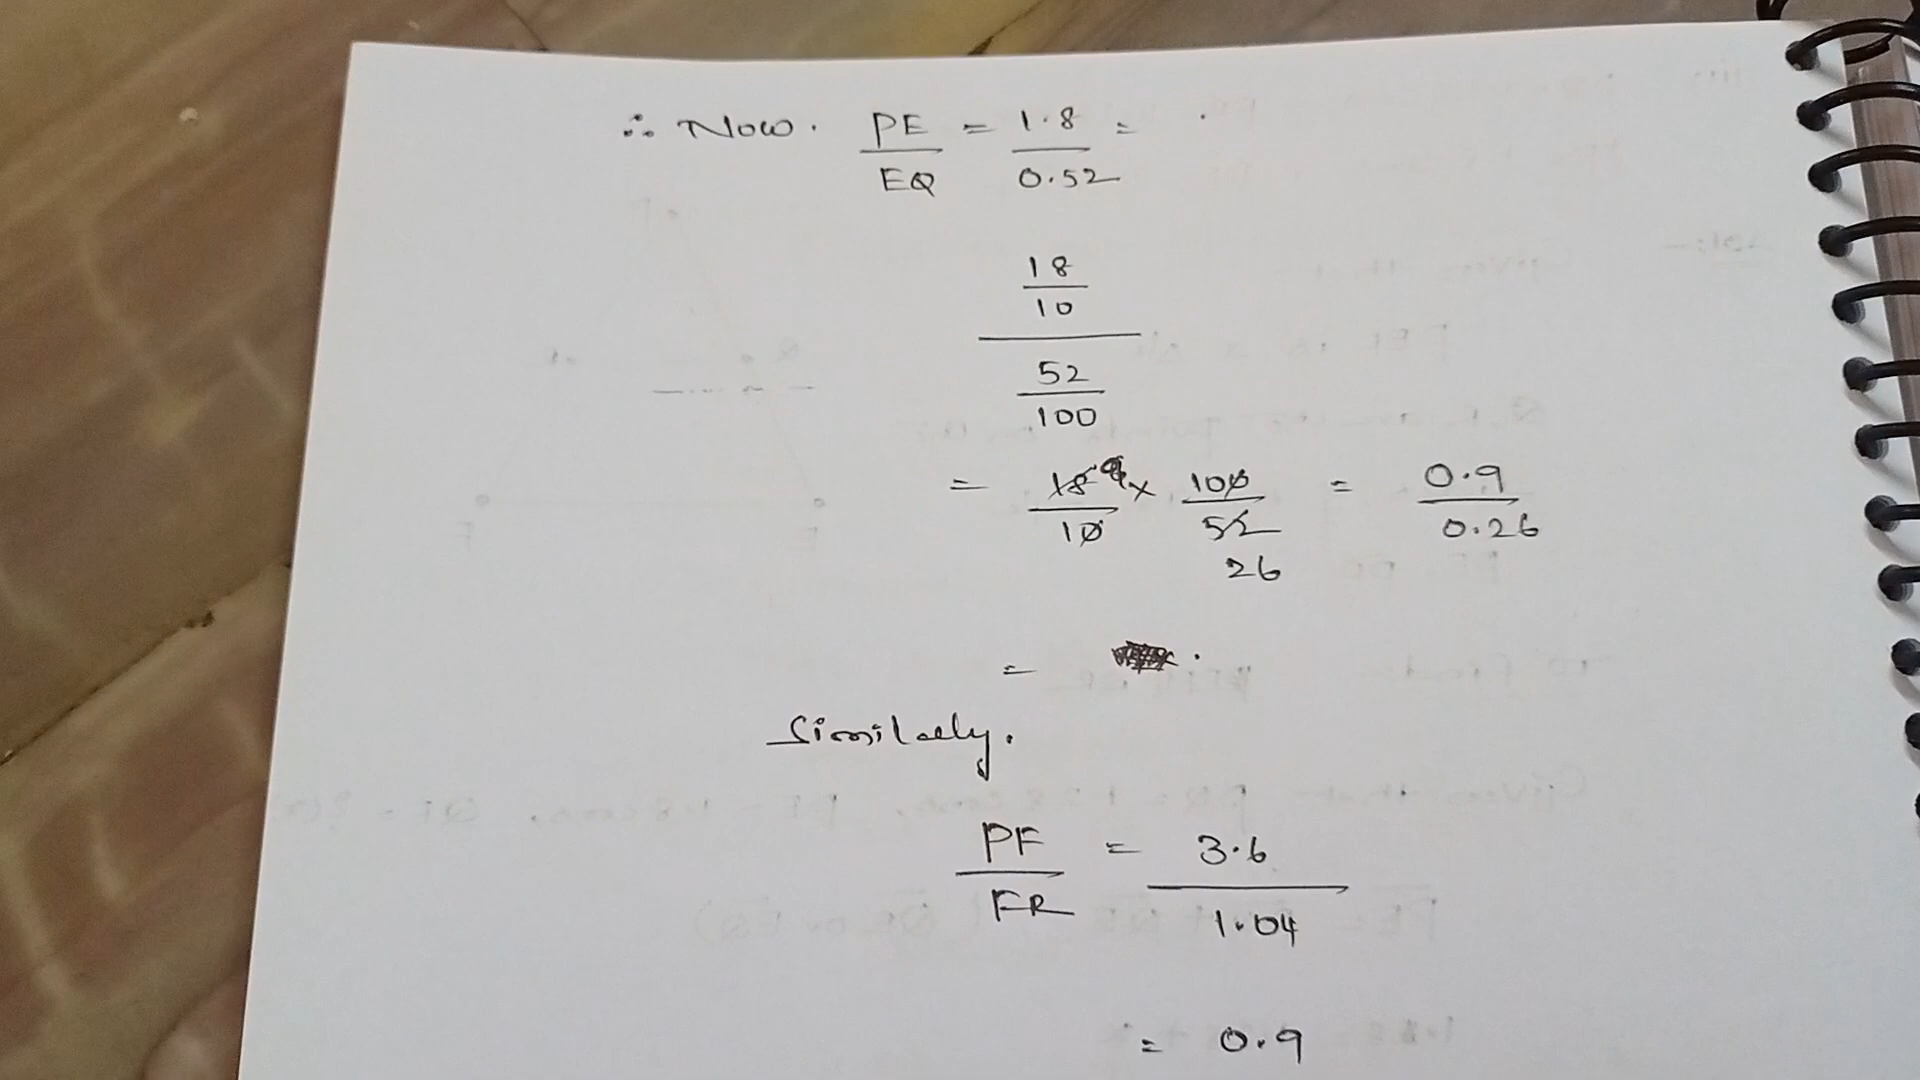 ∴ Now. PE/EQ = 1.8/0.52 =
18/10
52/100
= 18 9/10 × 100/52 26 = 0.9/0.26
= .
Similarly.
PF/FR = 3.6/1.04
= 0.9